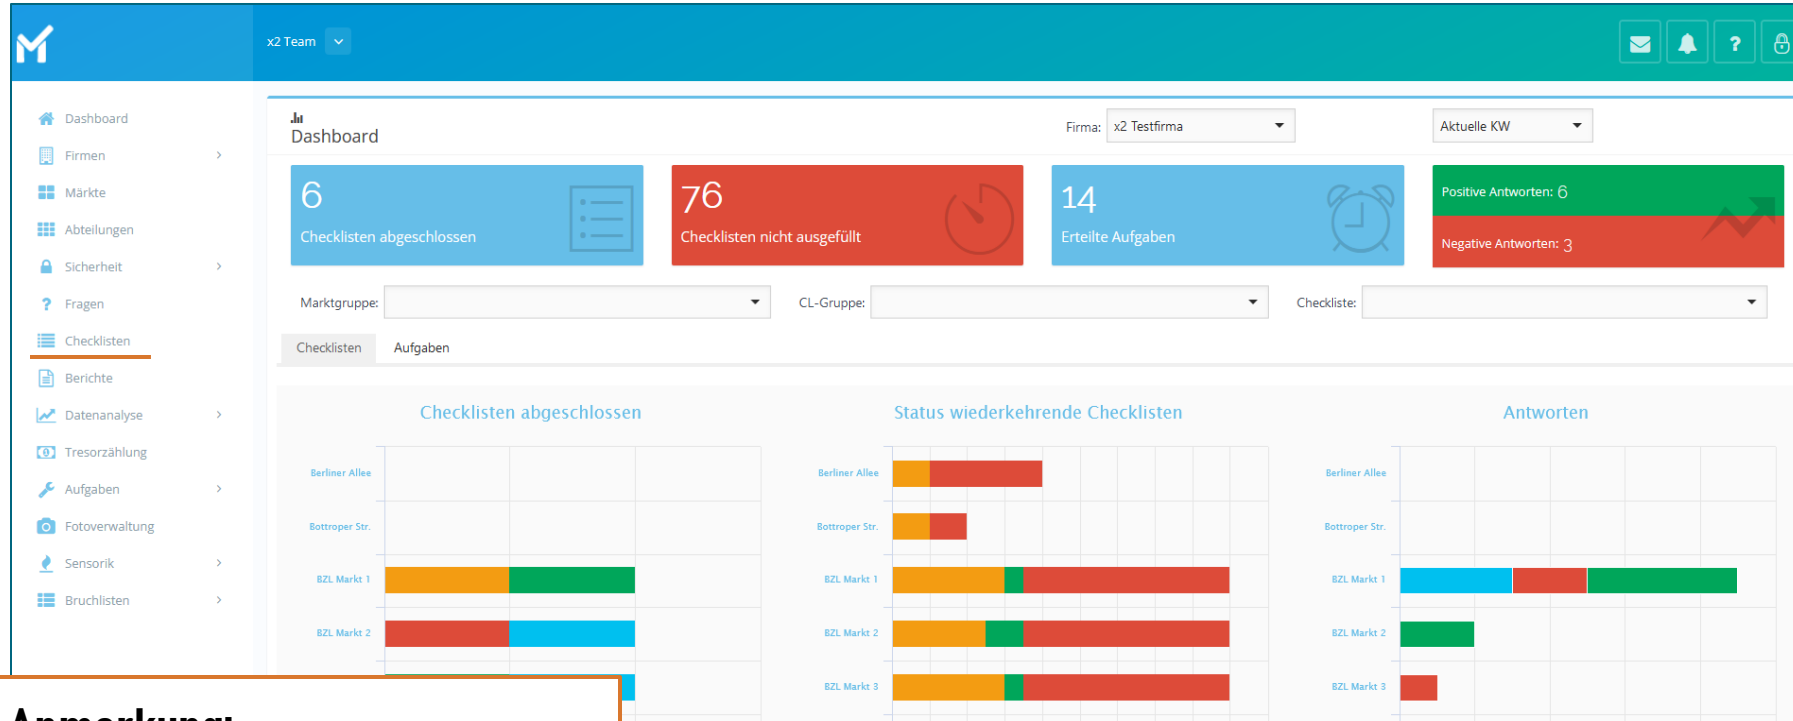 x2 Team
?
Dashboard
Firmen
Märkte
Abteilungen
Sicherheit
? Fragen
Checklisten
Berichte
Datenanalyse
Tresorzählung
Aufgaben
Fotoverwaltung
Sensorik
Bruchlisten
Dashboard
Firma: x2 Testfirma
Aktuelle KW
6
Checklisten abgeschlossen
76
Checklisten nicht ausgefüllt
14
Erteilte Aufgaben
Positive Antworten: 6
Negative Antworten: 3
Marktgruppe:
CL-Gruppe:
Checkliste:
Checklisten
Aufgaben
Checklisten abgeschlossen
Berliner Allee
Bottroper Str.
BZL Markt 1
BZL Markt 2
Status wiederkehrende Checklisten
Berliner Allee
Bottroper Str.
BZL Markt 1
BZL Markt 2
BZL Markt 3
Antworten
Berliner Allee
Bottroper Str.
BZL Markt 1
BZL Markt 2
BZL Markt 3
Anmerkung: